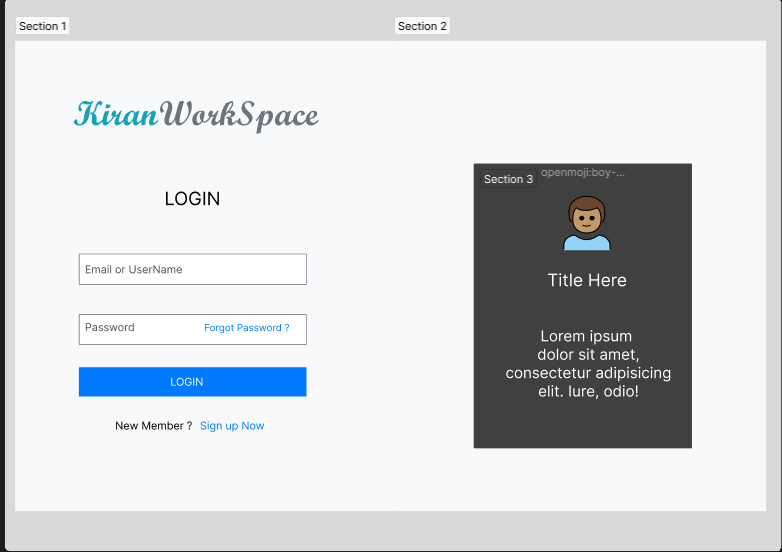 Section 1
Section 2
KiranWorkSpace
LOGIN
Email or UserName
Password
Forgot Password ?
LOGIN
New Member ? Sign up Now
Section 3
openmoji:boy-...
Title Here
Lorem ipsum
dolor sit amet,
consectetur adipisicing
elit. Iure, odio!